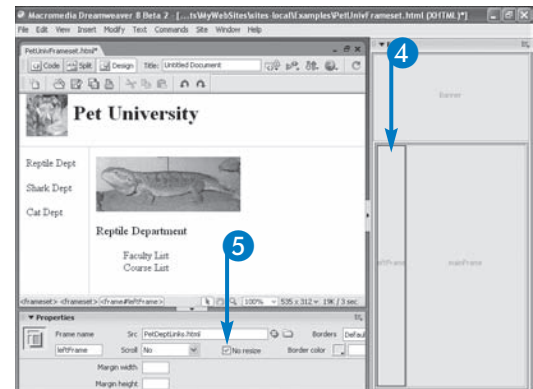 Macromedia Dreamweaver 8 Beta 2 - [...ts\MyWebSites\sites-local\Examples\PetUnivFrameset.html (XHTML)*]
File Edit View Insert Modify Text Commands Site Window Help
PetUnivFrameset.html*
Code Split Design Title: Untitled Document
Pet University
Reptile Dept
Shark Dept
Cat Dept
Reptile Department
Faculty List
Course List
<frameset> <frameset> <frame#leftFrame> 100% 535 x 312 19K / 3 sec
Properties
Frame name Src PetDeptLinks.html Borders Default
leftFrame Scroll No No resize Border color
Margin width
Margin height
4
Banner
leftFrame mainFrame
5